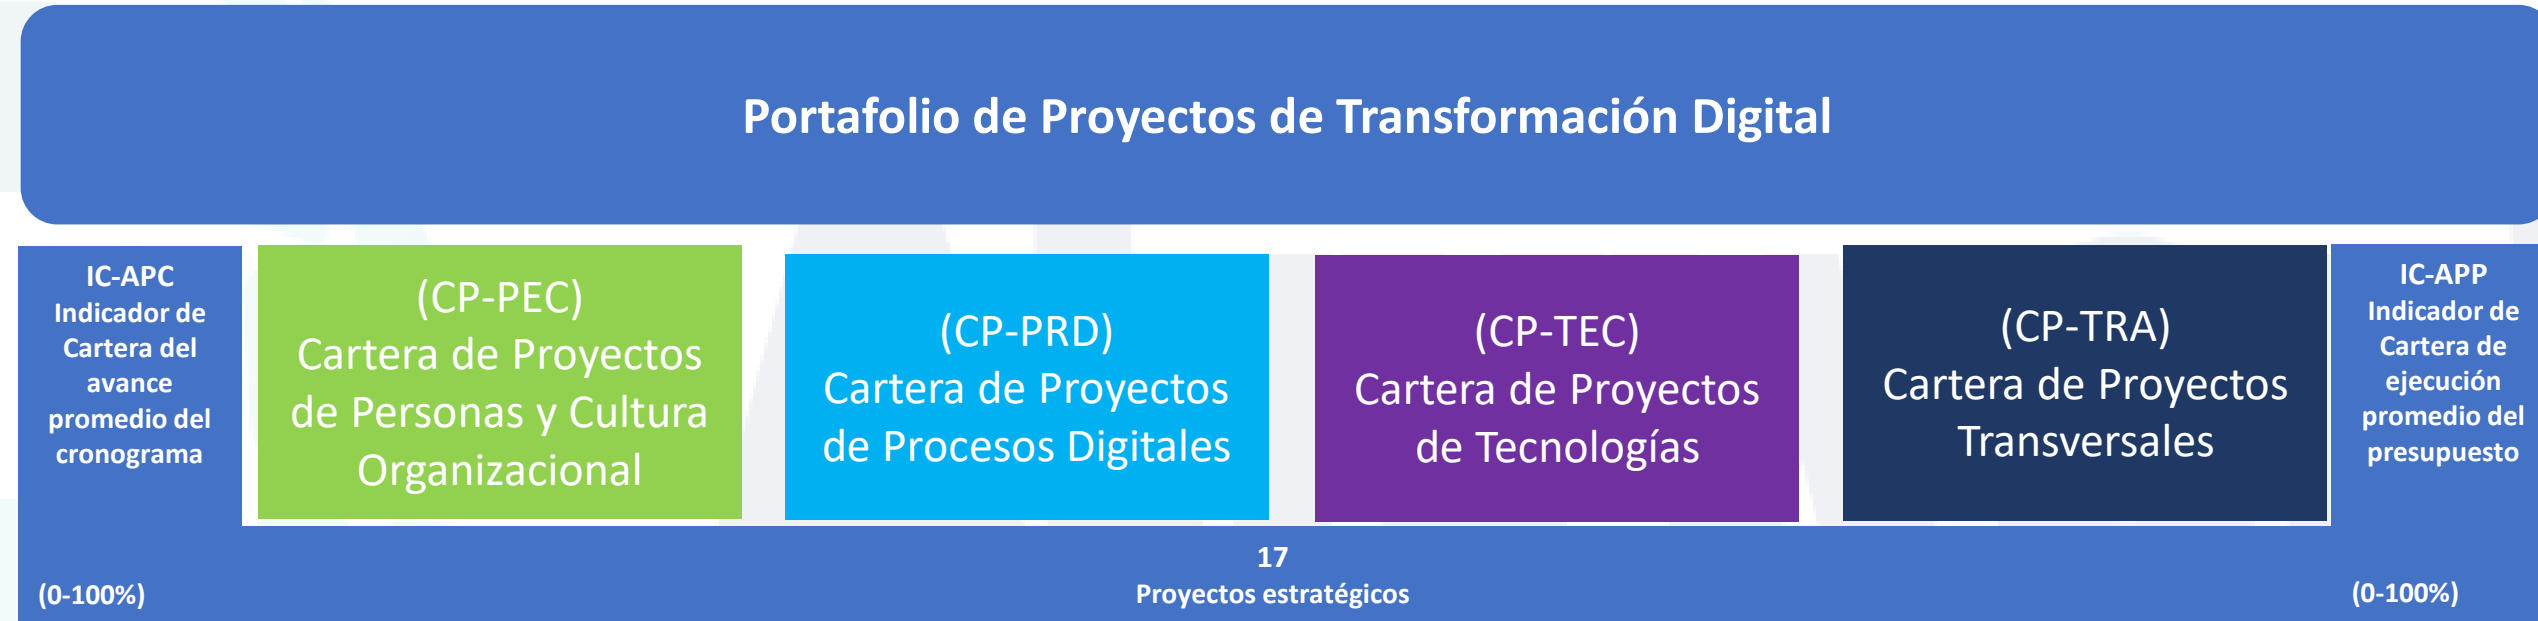 Portafolio de Proyectos de Transformación Digital
IC-APC
Indicador de
Cartera del
avance
promedio del
cronograma
(0-100%)
(CP-PEC)
Cartera de Proyectos
de Personas y Cultura
Organizacional
(CP-PRD)
Cartera de Proyectos
de Procesos Digitales
(CP-TEC)
Cartera de Proyectos
de Tecnologías
(CP-TRA)
Cartera de Proyectos
Transversales
IC-APP
Indicador de
Cartera de
ejecución
promedio del
presupuesto
(0-100%)
17
Proyectos estratégicos